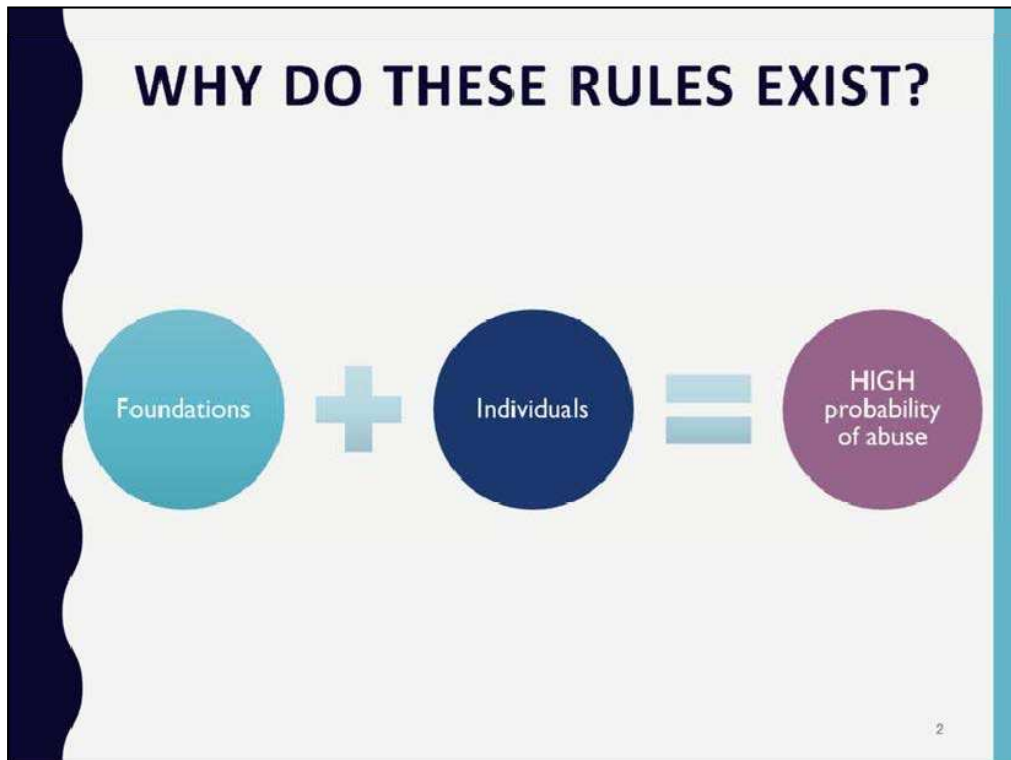 WHY DO THESE RULES EXIST?
Foundations
Individuals
HIGH
probability
of abuse
2